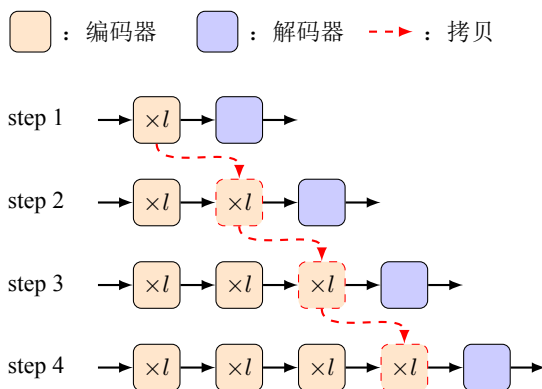 ：编码器 ：解码器 ：拷贝
step 1 ×l
step 2 ×l ×l
step 3 ×l ×l ×l
step 4 ×l ×l ×l ×l